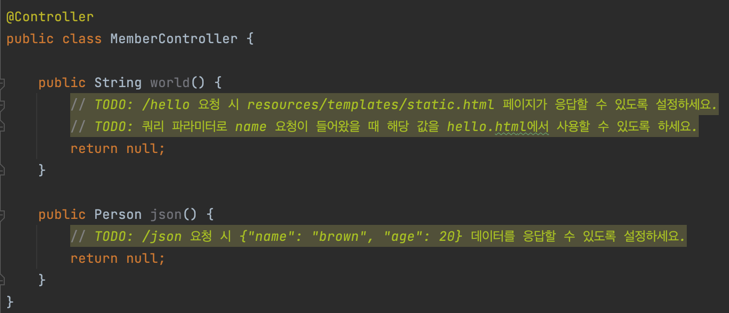 @Controller
public class MemberController {
public String world() {
// TODO: /hello 요청 시 resources/templates/static.html 페이지가 응답할 수 있도록 설정하세요.
// TODO: 쿼리 파라미터로 name 요청이 들어왔을 때 해당 값을 hello.html에서 사용할 수 있도록 하세요.
return null;
}
public Person json() {
// TODO: /json 요청 시 {"name": "brown", "age": 20} 데이터를 응답할 수 있도록 설정하세요.
return null;
}
}